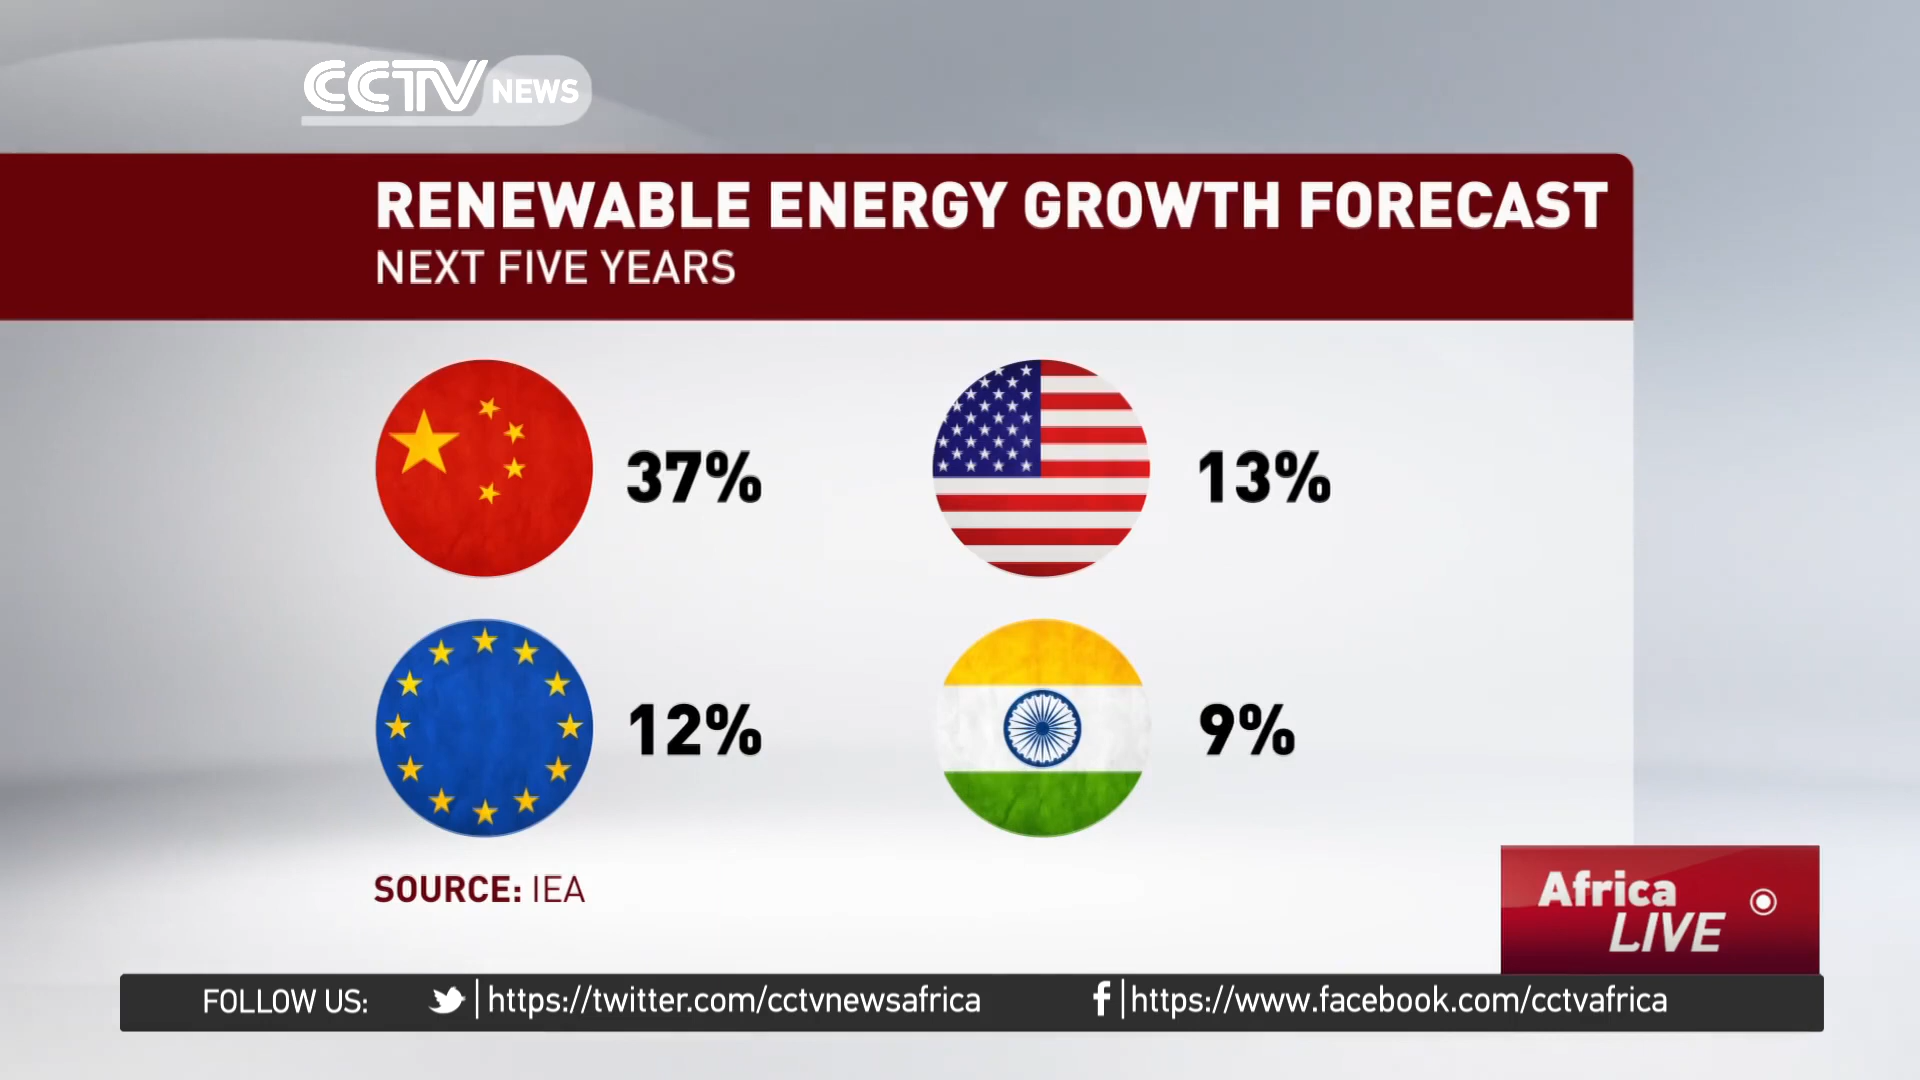 CCTV NEWS
RENEWABLE ENERGY GROWTH FORECAST
NEXT FIVE YEARS
37%
13%
12%
9%
SOURCE: IEA
Africa
LIVE
FOLLOW US: | https://twitter.com/cctvnewsafrica f | https://www.facebook.com/cctvafrica